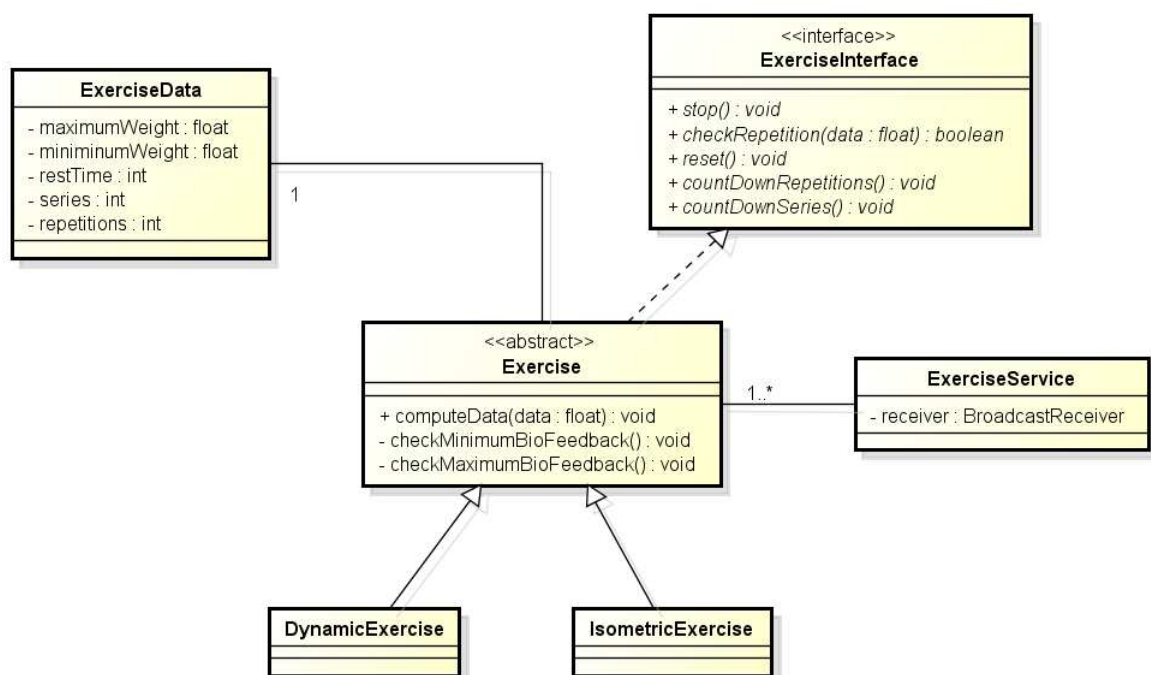 <<interface>>
ExerciseInterface
+ stop() : void
+ checkRepetition(data : float) : boolean
+ reset() : void
+ countDownRepetitions() : void
+ countDownSeries() : void
ExerciseData
- maximumWeight : float
- miniminumWeight : float
- restTime : int
- series : int
- repetitions : int
1
<<abstract>>
Exercise
+ computeData(data : float) : void
- checkMinimumBioFeedback() : void
- checkMaximumBioFeedback() : void
1..*
ExerciseService
- receiver : BroadcastReceiver
DynamicExercise
IsometricExercise